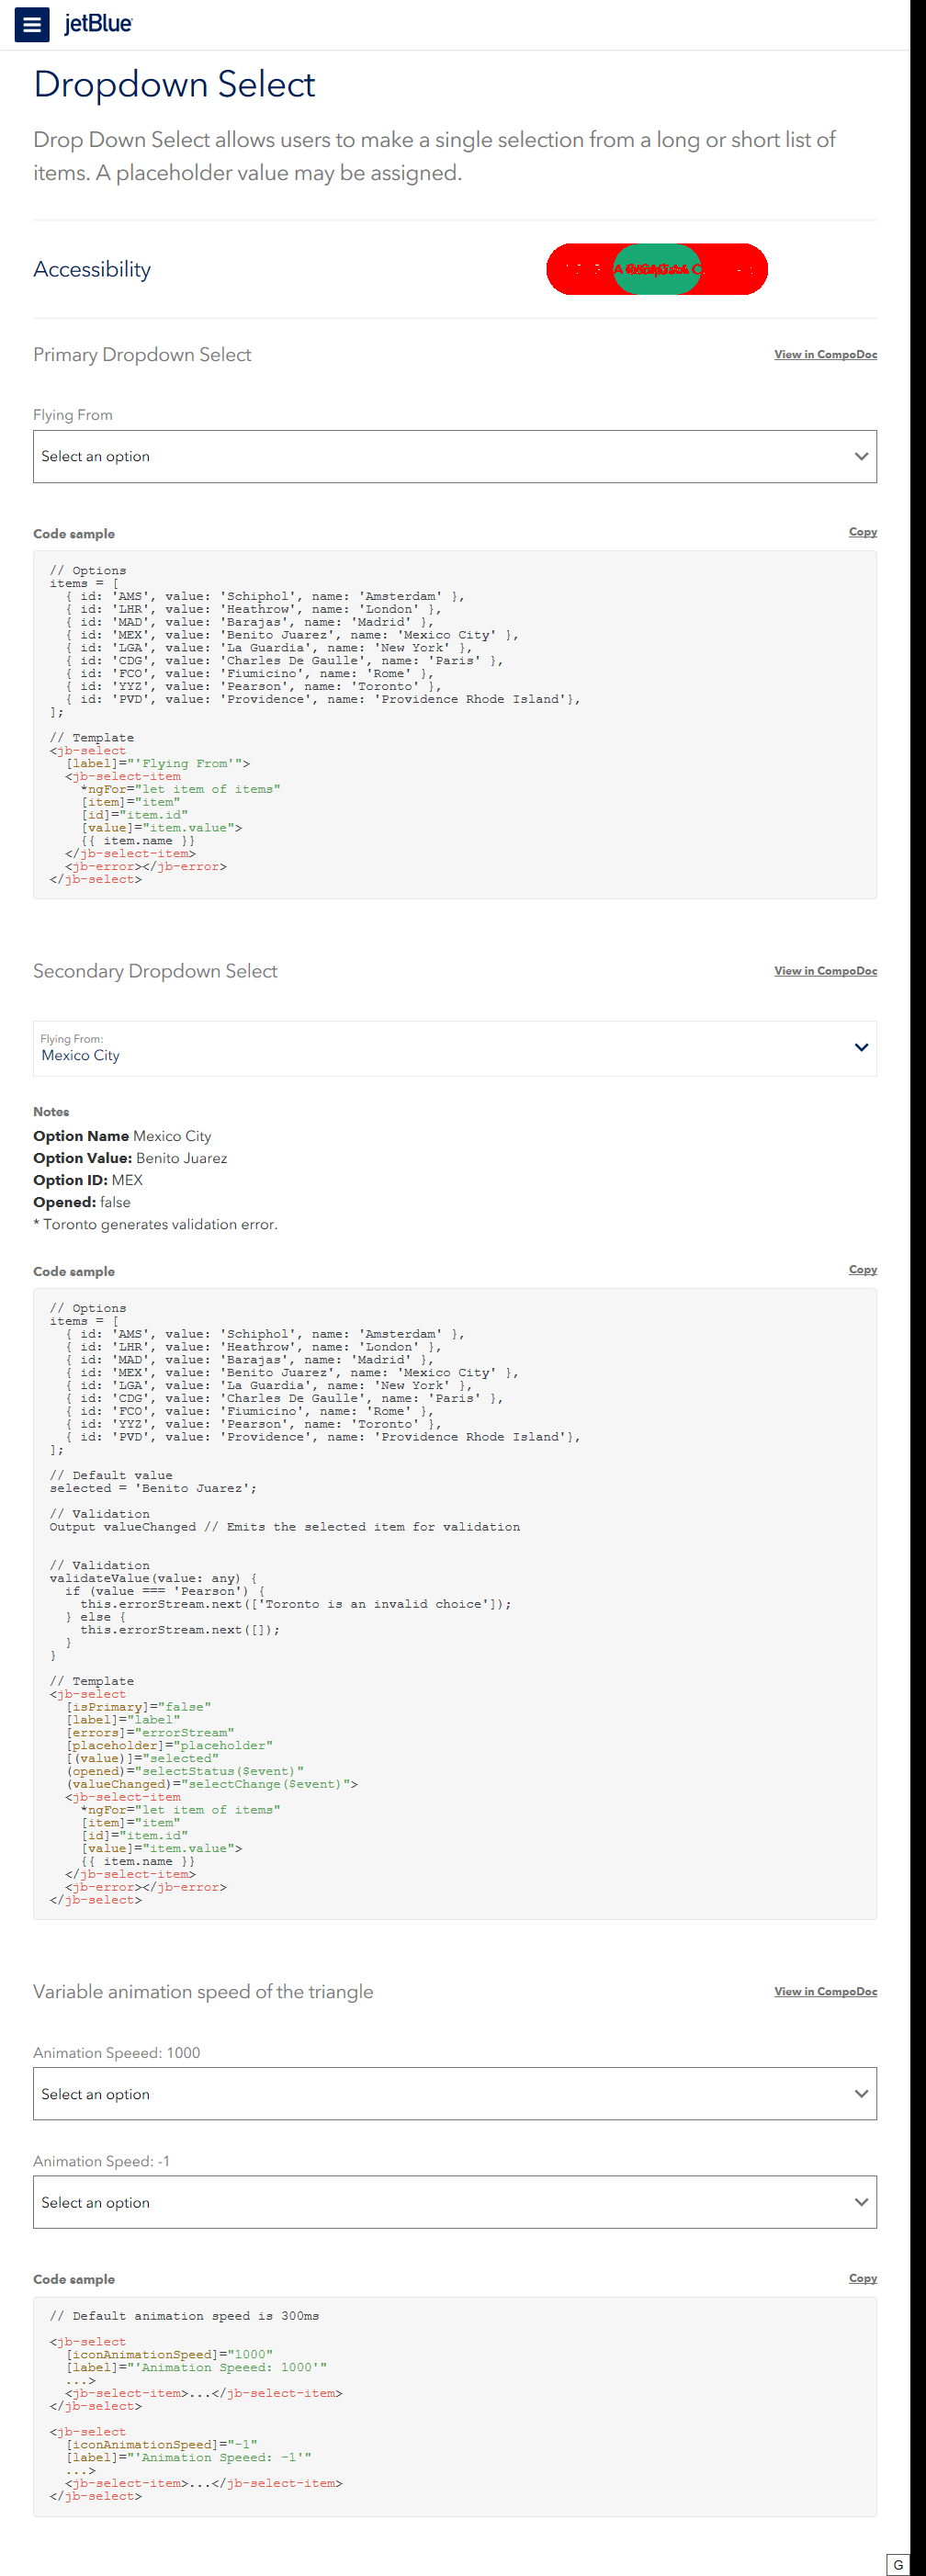 jetBlue
Dropdown Select
Drop Down Select allows users to make a single selection from a long or short list of
items. A placeholder value may be assigned.
Accessibility
Primary Dropdown Select
View in CompoDoc
Flying From
Select an option
Code sample
Copy
// Options
items = [
{ id: 'AMS', value: 'Schiphol', name: 'Amsterdam' },
{ id: 'LHR', value: 'Heathrow', name: 'London' },
{ id: 'MAD', value: 'Barajas', name: 'Madrid' },
{ id: 'MEX', value: 'Benito Juarez', name: 'Mexico City' },
{ id: 'LGA', value: 'La Guardia', name: 'New York' },
{ id: 'CDG', value: 'Charles De Gaulle', name: 'Paris' },
{ id: 'FCO', value: 'Fiumicino', name: 'Rome' },
{ id: 'YYZ', value: 'Pearson', name: 'Toronto' },
{ id: 'PVD', value: 'Providence', name: 'Providence Rhode Island'},
];
// Template
<jb-select
[label]="'Flying From'">
<jb-select-item
*ngFor="let item of items"
[item]="item"
[id]="item.id"
[value]="item.value">
{{ item.name }}
</jb-select-item>
<jb-error></jb-error>
</jb-select>
Secondary Dropdown Select
View in CompoDoc
Flying From:
Mexico City
Notes
Option Name Mexico City
Option Value: Benito Juarez
Option ID: MEX
Opened: false
* Toronto generates validation error.
Code sample
Copy
// Options
items = [
{ id: 'AMS', value: 'Schiphol', name: 'Amsterdam' },
{ id: 'LHR', value: 'Heathrow', name: 'London' },
{ id: 'MAD', value: 'Barajas', name: 'Madrid' },
{ id: 'MEX', value: 'Benito Juarez', name: 'Mexico City' },
{ id: 'LGA', value: 'La Guardia', name: 'New York' },
{ id: 'CDG', value: 'Charles De Gaulle', name: 'Paris' },
{ id: 'FCO', value: 'Fiumicino', name: 'Rome' },
{ id: 'YYZ', value: 'Pearson', name: 'Toronto' },
{ id: 'PVD', value: 'Providence', name: 'Providence Rhode Island'},
];
// Default value
selected = 'Benito Juarez';
// Validation
Output valueChanged // Emits the selected item for validation
// Validation
validateValue(value: any) {
if (value === 'Pearson') {
this.errorStream.next(['Toronto is an invalid choice']);
} else {
this.errorStream.next([]);
}
}
// Template
<jb-select
[isPrimary]="false"
[label]="label"
[errors]="errorStream"
[placeholder]="placeholder"
[(value)]="selected"
(opened)="selectStatus($event)"
(valueChanged)="selectChange($event)">
<jb-select-item
*ngFor="let item of items"
[item]="item"
[id]="item.id"
[value]="item.value">
{{ item.name }}
</jb-select-item>
<jb-error></jb-error>
</jb-select>
Variable animation speed of the triangle
View in CompoDoc
Animation Speeed: 1000
Select an option
Animation Speed: -1
Select an option
Code sample
Copy
// Default animation speed is 300ms
<jb-select
[iconAnimationSpeed]="1000"
[label]="'Animation Speeed: 1000'"
...>
<jb-select-item>...</jb-select-item>
</jb-select>
<jb-select
[iconAnimationSpeed]="-1"
[label]="'Animation Speeed: -1'"
...>
<jb-select-item>...</jb-select-item>
</jb-select>
G